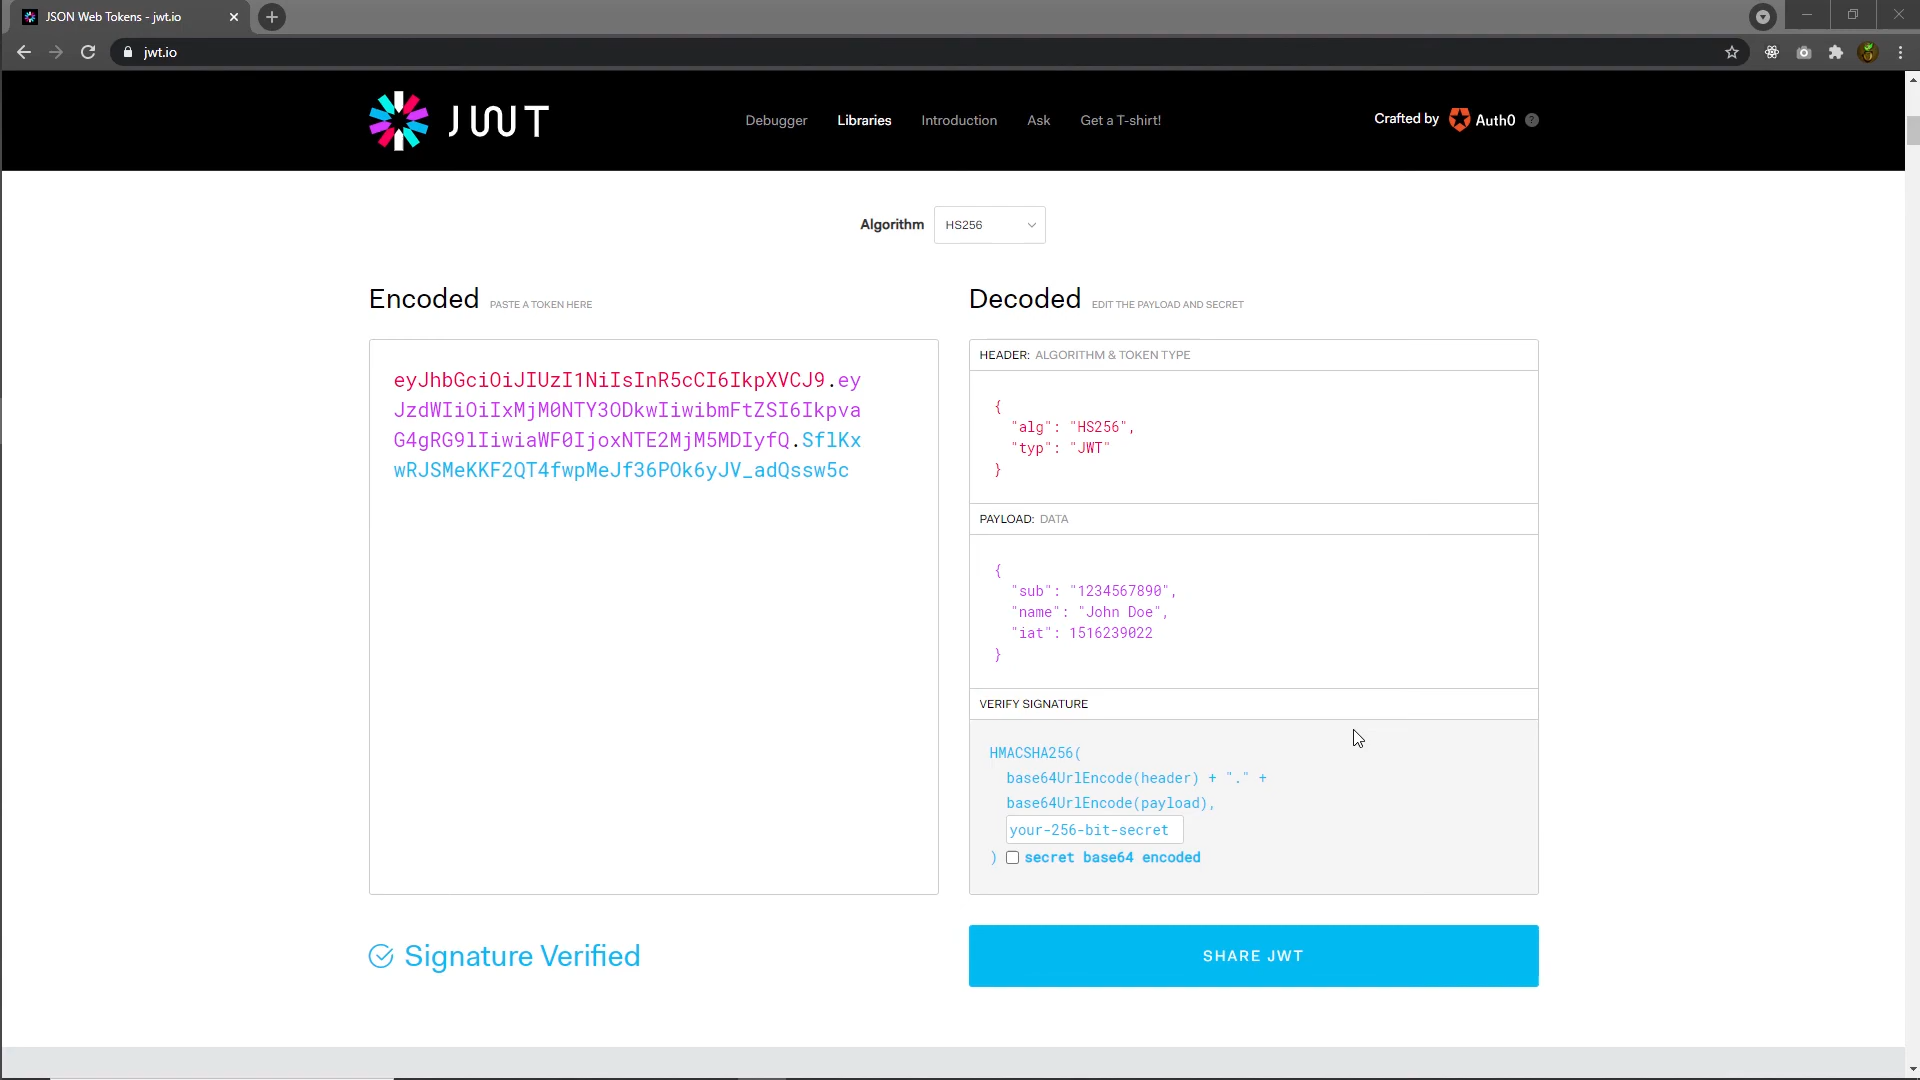 JSON Web Tokens - jwt.io
jwt.io
JWT
Debugger
Libraries
Introduction
Ask
Get a T-shirt!
Crafted by Auth0 ?
Algorithm HS256
Encoded PASTE A TOKEN HERE
eyJhbGciOiJIUzI1NiIsInR5cCI6IkpXVCJ9.ey
JzdWIiOiIxMjM0NTY3ODkwIiwibmFtZSI6Ikpva
G4gRG9lIiwiaWF0IjoxNTE2MjM5MDIyfQ.SflKx
wRJSMeKKF2QT4fwpMeJf36POk6yJV_adQssw5c
Signature Verified
Decoded EDIT THE PAYLOAD AND SECRET
HEADER: ALGORITHM & TOKEN TYPE
{
"alg": "HS256",
"typ": "JWT"
}
PAYLOAD: DATA
{
"sub": "1234567890",
"name": "John Doe",
"iat": 1516239022
}
VERIFY SIGNATURE
HMACSHA256(
base64UrlEncode(header) + "." +
base64UrlEncode(payload),
your-256-bit-secret
) secret base64 encoded
SHARE JWT